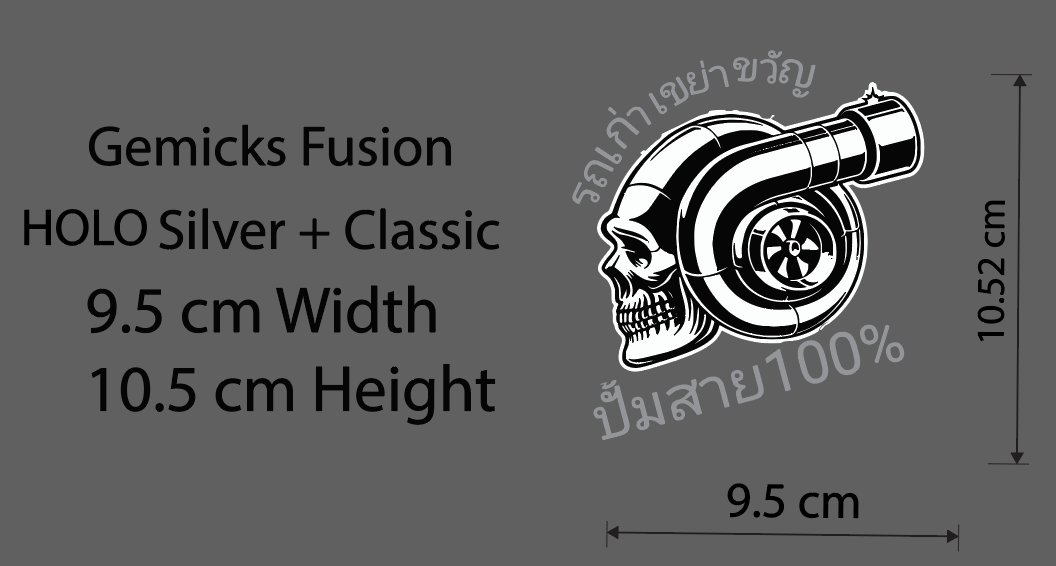 Gemicks Fusion
HOLO Silver + Classic
9.5 cm Width
10.5 cm Height
รถเก่าเขย่าขวัญ
ปั้มสาย100%
10.52 cm
9.5 cm